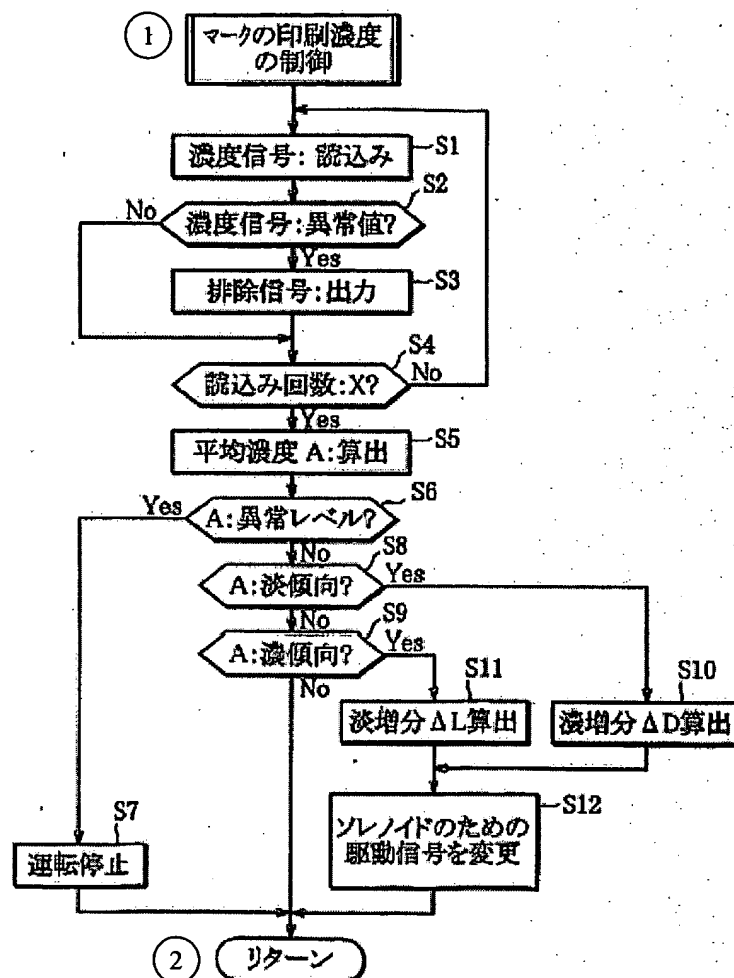 1
マークの印刷濃度
の制御
濃度信号：読込み
S1
S2
濃度信号：異常値?
No
Yes
排除信号：出力
S3
S4
読込み回数：X?
No
Yes
平均濃度 A：算出
S5
S6
A：異常レベル?
Yes
No
S8
A：淡傾向?
Yes
No
S9
A：濃傾向?
Yes
No
S11
淡増分ΔL算出
S10
濃増分ΔD算出
S12
ソレノイドのための
駆動信号を変更
S7
運転停止
2
リターン